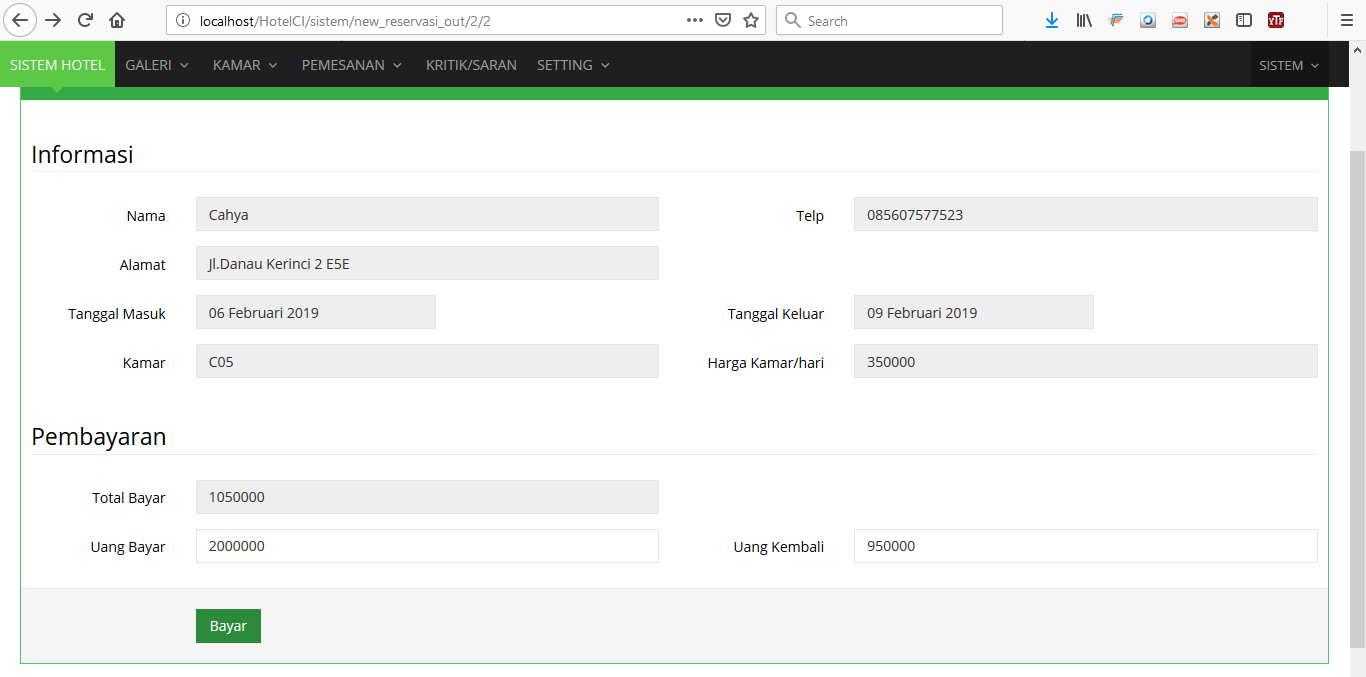 localhost/HotelCI/sistem/new_reservasi_out/2/2
Search
SISTEM HOTEL GALERI KAMAR PEMESANAN KRITIK/SARAN SETTING SISTEM
Informasi
Nama Cahya Telp 085607577523
Alamat Jl.Danau Kerinci 2 E5E
Tanggal Masuk 06 Februari 2019 Tanggal Keluar 09 Februari 2019
Kamar C05 Harga Kamar/hari 350000
Pembayaran
Total Bayar 1050000
Uang Bayar 2000000 Uang Kembali 950000
Bayar